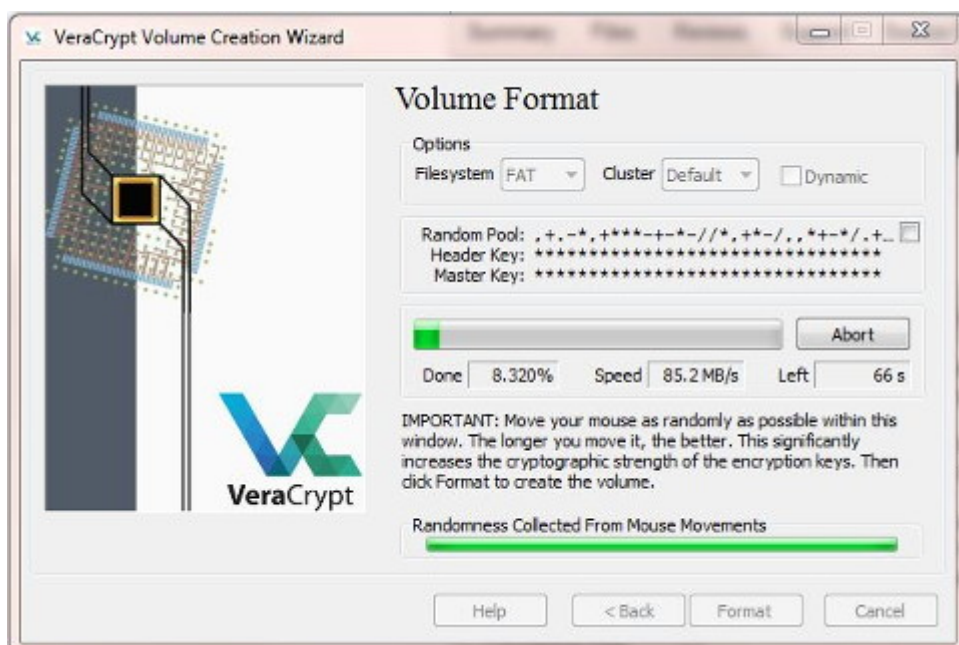 VeraCrypt Volume Creation Wizard
Volume Format
Options
Filesystem FAT Cluster Default Dynamic
Random Pool: ,+.-*,+***-+-*-//*,+*-/,,*+-*/.+...
Header Key: ********************************
Master Key: ********************************
Abort
Done 8.320% Speed 85.2 MB/s Left 66 s
IMPORTANT: Move your mouse as randomly as possible within this
window. The longer you move it, the better. This significantly
increases the cryptographic strength of the encryption keys. Then
click Format to create the volume.
VeraCrypt
Randomness Collected From Mouse Movements
Help < Back Format Cancel